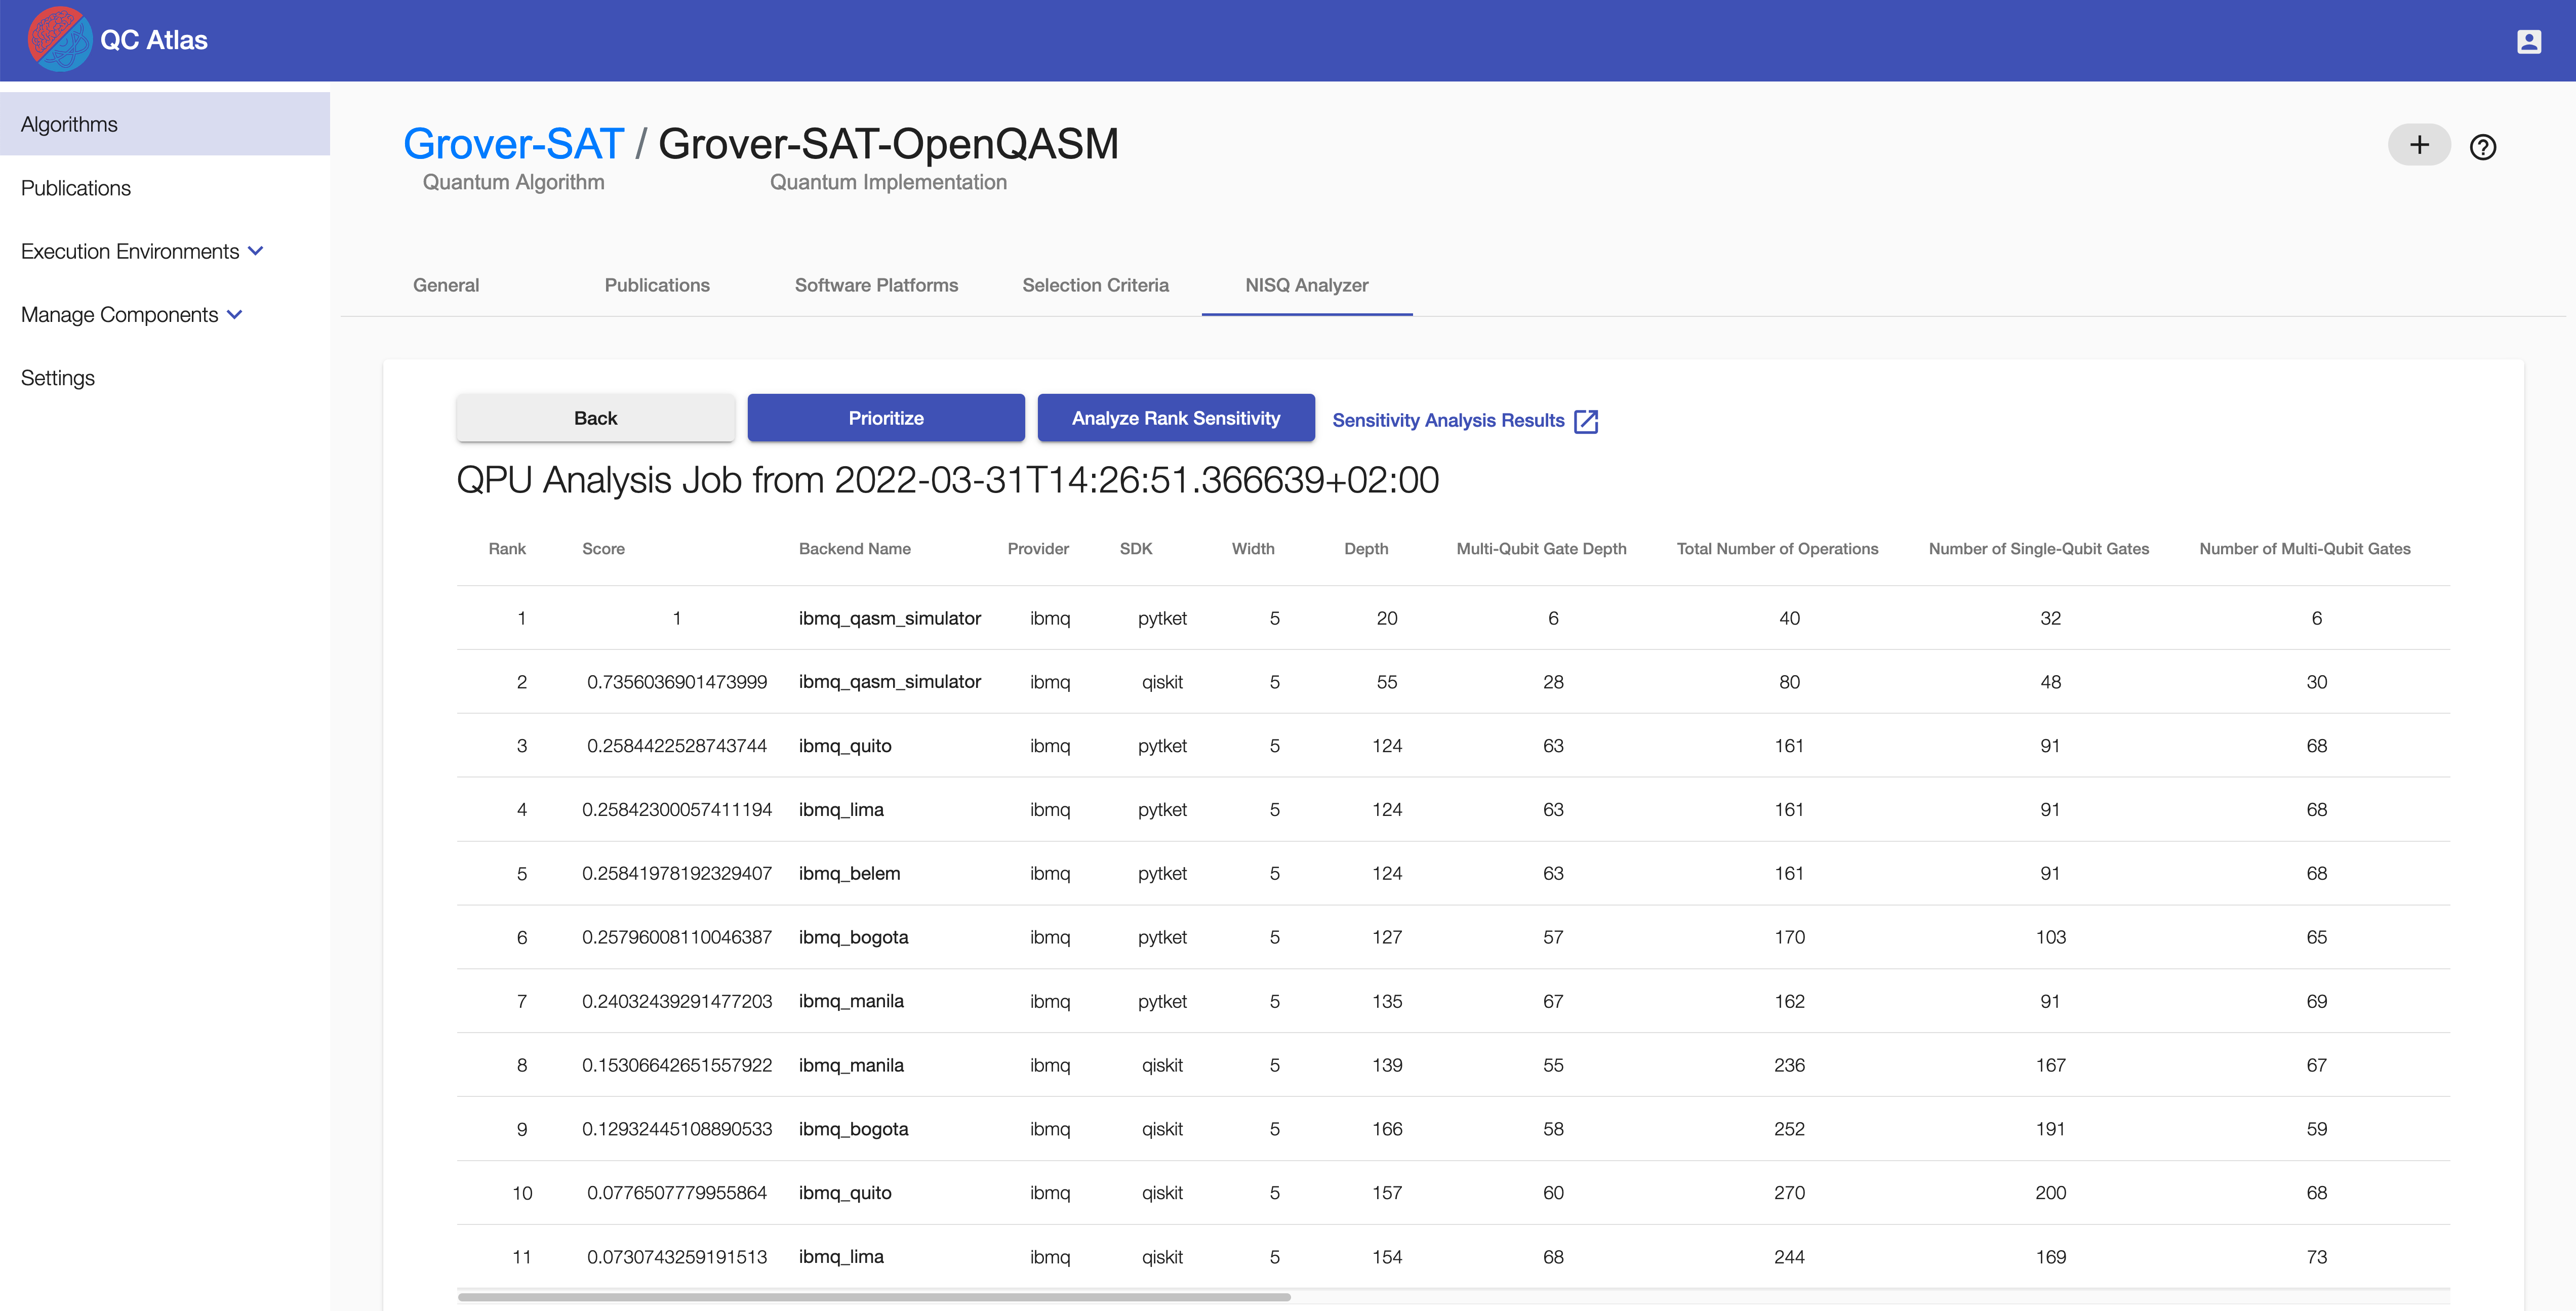 QC Atlas
Algorithms
Publications
Execution Environments
Manage Components
Settings
Grover-SAT / Grover-SAT-OpenQASM
Quantum Algorithm Quantum Implementation
General Publications Software Platforms Selection Criteria NISQ Analyzer
Back Prioritize Analyze Rank Sensitivity Sensitivity Analysis Results
QPU Analysis Job from 2022-03-31T14:26:51.366639+02:00
Rank Score Backend Name Provider SDK Width Depth Multi-Qubit Gate Depth Total Number of Operations Number of Single-Qubit Gates Number of Multi-Qubit Gates
1 1 ibmq_qasm_simulator ibmq pytket 5 20 6 40 32 6
2 0.7356036901473999 ibmq_qasm_simulator ibmq qiskit 5 55 28 80 48 30
3 0.2584422528743744 ibmq_quito ibmq pytket 5 124 63 161 91 68
4 0.25842300057411194 ibmq_lima ibmq pytket 5 124 63 161 91 68
5 0.25841978192329407 ibmq_belem ibmq pytket 5 124 63 161 91 68
6 0.25796008110046387 ibmq_bogota ibmq pytket 5 127 57 170 103 65
7 0.24032439291477203 ibmq_manila ibmq pytket 5 135 67 162 91 69
8 0.15306642651557922 ibmq_manila ibmq qiskit 5 139 55 236 167 67
9 0.12932445108890533 ibmq_bogota ibmq qiskit 5 166 58 252 191 59
10 0.0776507779955864 ibmq_quito ibmq qiskit 5 157 60 270 200 68
11 0.0730743259191513 ibmq_lima ibmq qiskit 5 154 68 244 169 73